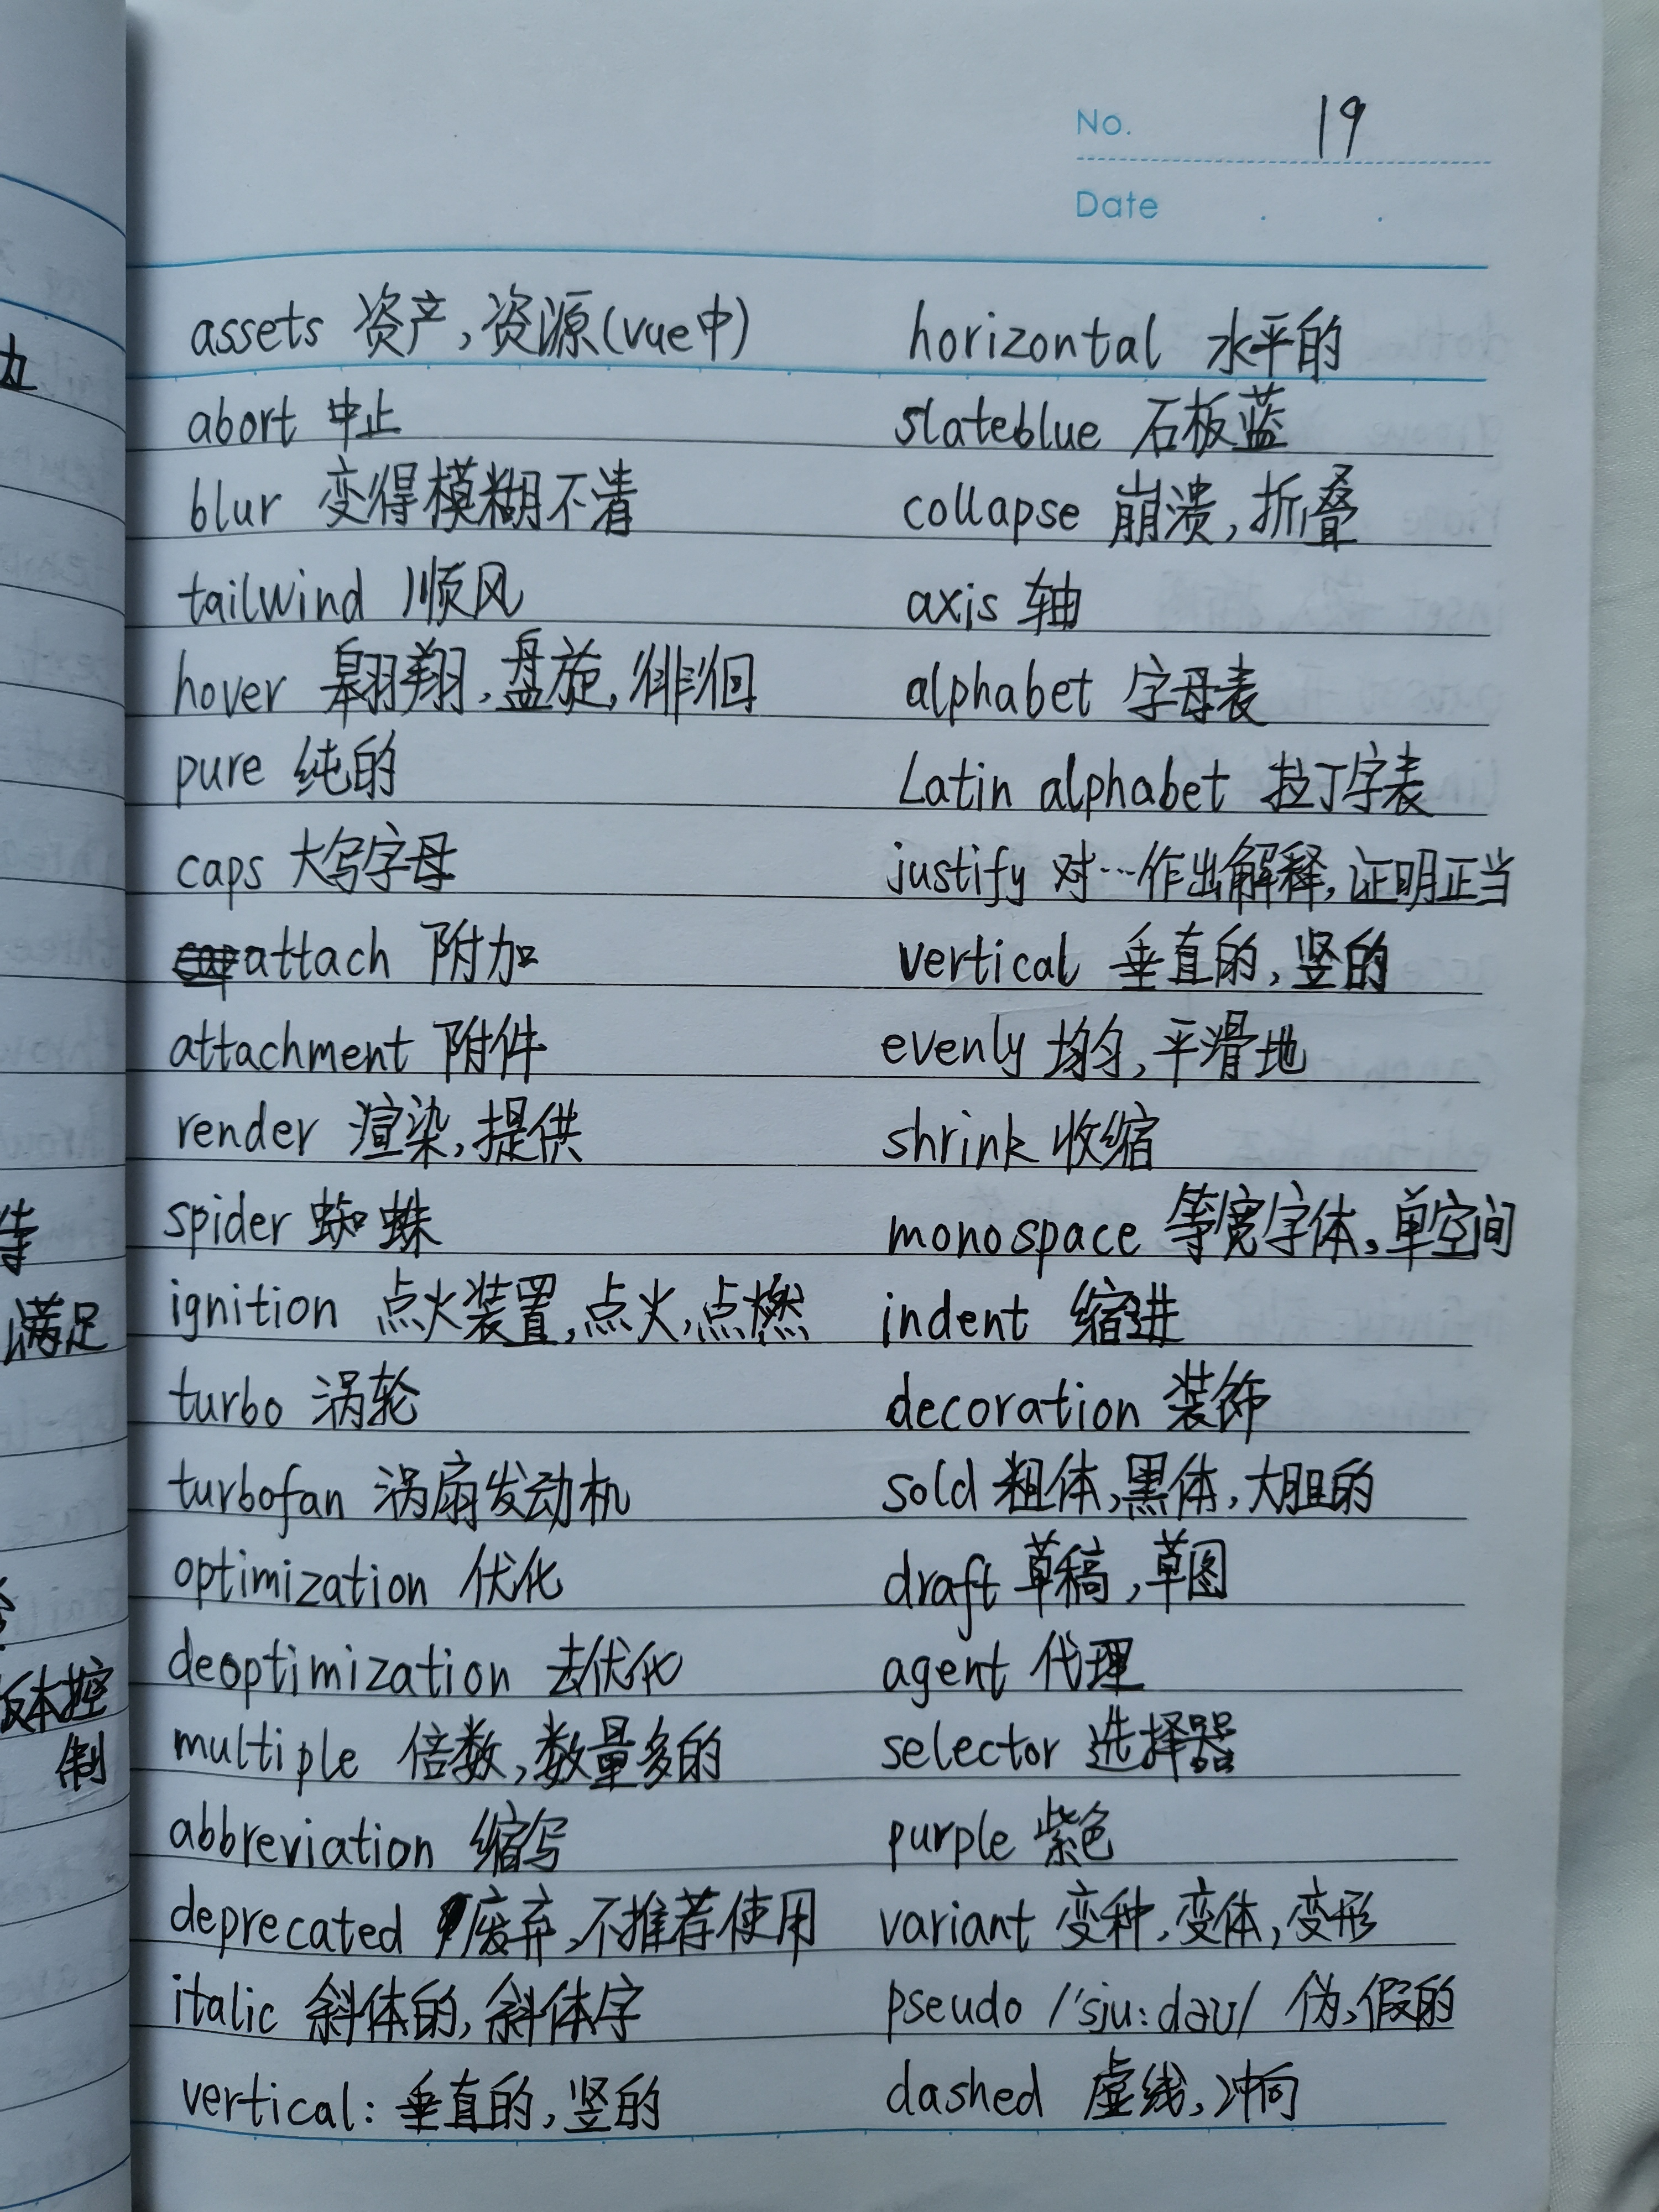 No. 19
Date
assets 资产,资源(vue中)
abort 中止
blur 变得模糊不清
tailwind 顺风
hover 翱翔,盘旋,徘徊
pure 纯的
caps 大写字母
attach 附加
attachment 附件
render 渲染,提供
spider 蜘蛛
ignition 点火装置,点火,点燃
turbo 涡轮
turbofan 涡扇发动机
optimization 优化
deoptimization 去优化
multiple 倍数,数量多的
abbreviation 缩写
deprecated 废弃,不推荐使用
italic 斜体的,斜体字
vertical: 垂直的,竖的
horizontal 水平的
slateblue 石板蓝
collapse 崩溃,折叠
axis 轴
alphabet 字母表
Latin alphabet 拉丁字表
justify 对…作出解释,证明正当
vertical 垂直的,竖的
evenly 均匀,平滑地
shrink 收缩
monospace 等宽字体,单空间
indent 缩进
decoration 装饰
sold 粗体,黑体,大胆的
draft 草稿,草图
agent 代理
selector 选择器
purple 紫色
variant 变种,变体,变形
pseudo /'sju:dəʊ/ 伪,假的
dashed 虚线,冲向
满足
版本控
制